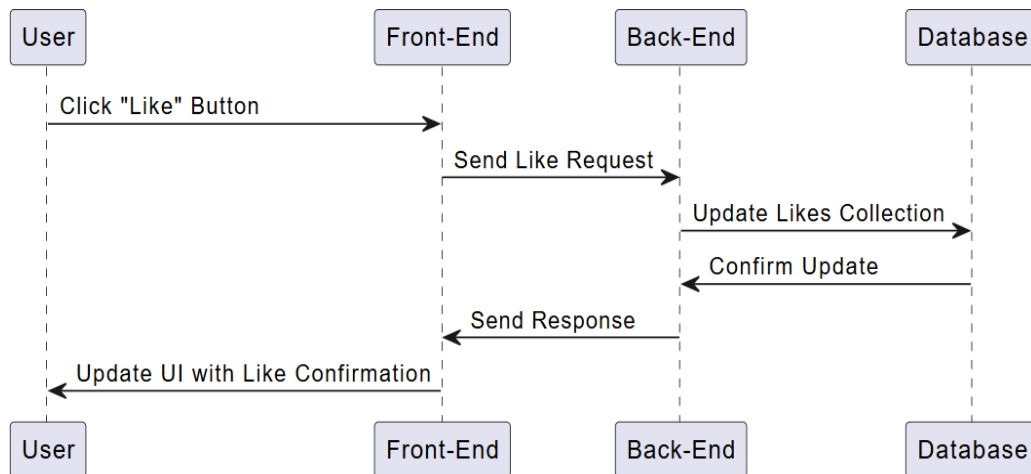 User Front-End Back-End Database
Click "Like" Button
Send Like Request
Update Likes Collection
Confirm Update
Send Response
Update UI with Like Confirmation
User Front-End Back-End Database